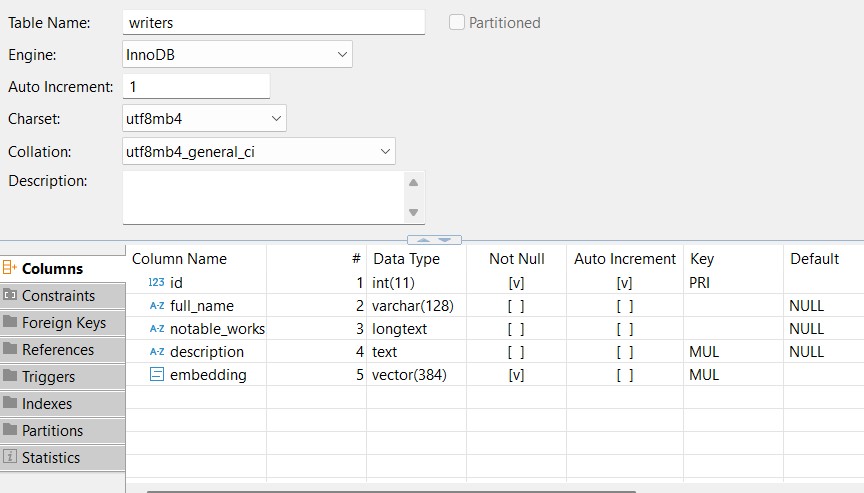 Table Name: writers Partitioned
Engine: InnoDB
Auto Increment: 1
Charset: utf8mb4
Collation: utf8mb4_general_ci
Description:
Columns
Constraints
Foreign Keys
References
Triggers
Indexes
Partitions
Statistics
Column Name # Data Type Not Null Auto Increment Key Default
123 id 1 int(11) [v] [v] PRI
A-Z full_name 2 varchar(128) [ ] [ ] NULL
A-Z notable_works 3 longtext [ ] [ ] NULL
A-Z description 4 text [ ] [ ] MUL NULL
embedding 5 vector(384) [v] [ ] MUL